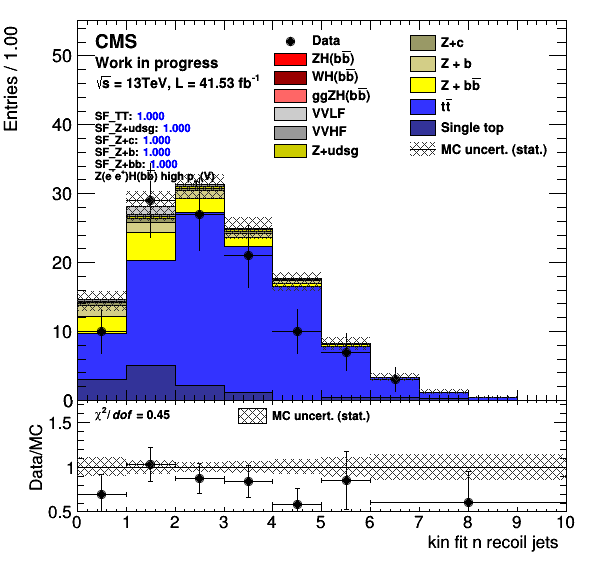 Entries / 1.00
50
40
30
20
10
0
CMS
Work in progress
√s = 13TeV, L = 41.53 fb⁻¹
SF_TT: 1.000
SF_Z+udsg: 1.000
SF_Z+c: 1.000
SF_Z+b: 1.000
SF_Z+bb: 1.000
Data
ZH(bb̅)
WH(bb̅)
ggZH(bb̅)
VVLF
VVHF
Z+udsg
Z+c
Z + b
Z + bb̅
tt̅
Single top
MC uncert. (stat.)
Data/MC
1.5
1
0.5
χ²/dof = 0.45
MC uncert. (stat.)
0 1 2 3 4 5 6 7 8 9 10
kin fit n recoil jets